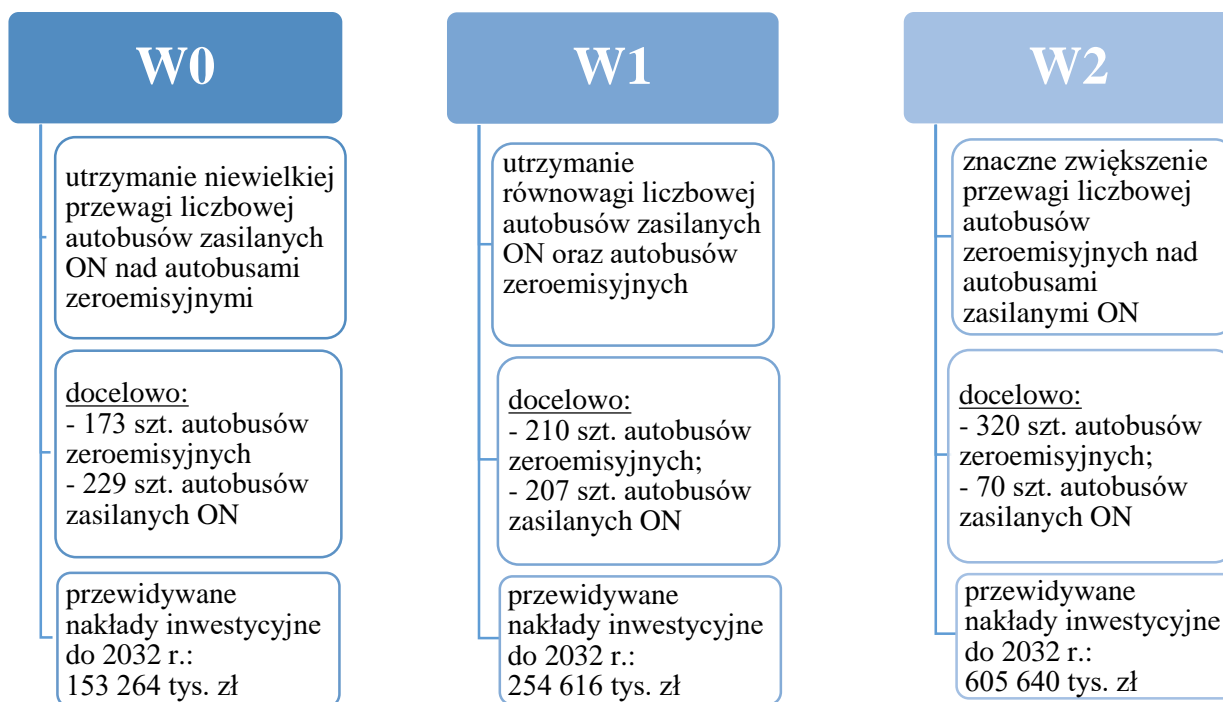 W0
utrzymanie niewielkiej
przewagi liczbowej
autobusów zasilanych
ON nad autobusami
zeroemisyjnymi
docelowo:
- 173 szt. autobusów
zeroemisyjnych
- 229 szt. autobusów
zasilanych ON
przewidywane
nakłady inwestycyjne
do 2032 r.:
153 264 tys. zł
W1
utrzymanie
równowagi liczbowej
autobusów zasilanych
ON oraz autobusów
zeroemisyjnych
docelowo:
- 210 szt. autobusów
zeroemisyjnych;
- 207 szt. autobusów
zasilanych ON
przewidywane
nakłady inwestycyjne
do 2032 r.:
254 616 tys. zł
W2
znaczne zwiększenie
przewagi liczbowej
autobusów
zeroemisyjnych nad
autobusami
zasilanymi ON
docelowo:
- 320 szt. autobusów
zeroemisyjnych;
- 70 szt. autobusów
zasilanych ON
przewidywane
nakłady inwestycyjne
do 2032 r.:
605 640 tys. zł